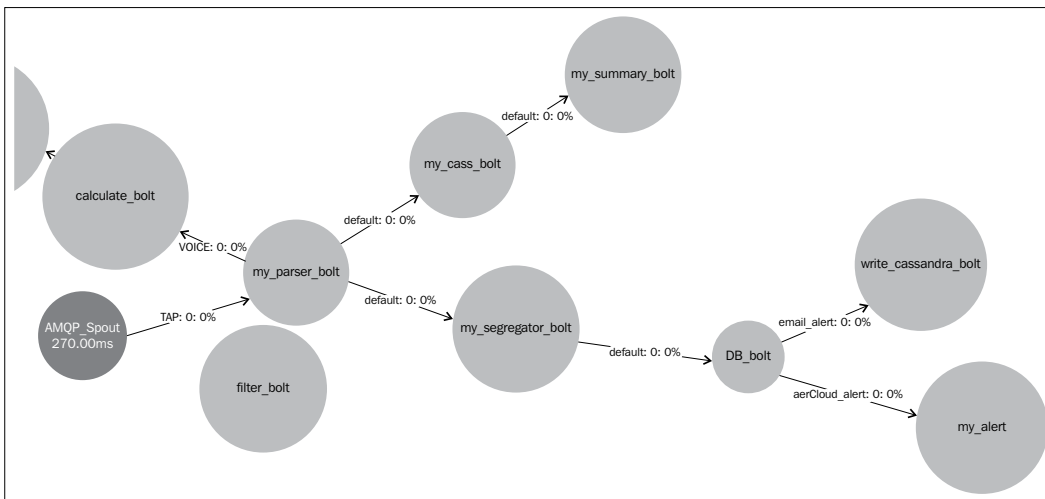 my_summary_bolt
default: 0: 0%
my_cass_bolt
calculate_bolt
default: 0: 0%
VOICE: 0: 0%
my_parser_bolt
write_cassandra_bolt
default: 0: 0%
TAP: 0: 0%
AMQP_Spout
270.00ms
my_segregator_bolt
email_alert: 0: 0%
default: 0: 0%
DB_bolt
filter_bolt
aerCloud_alert: 0: 0%
my_alert